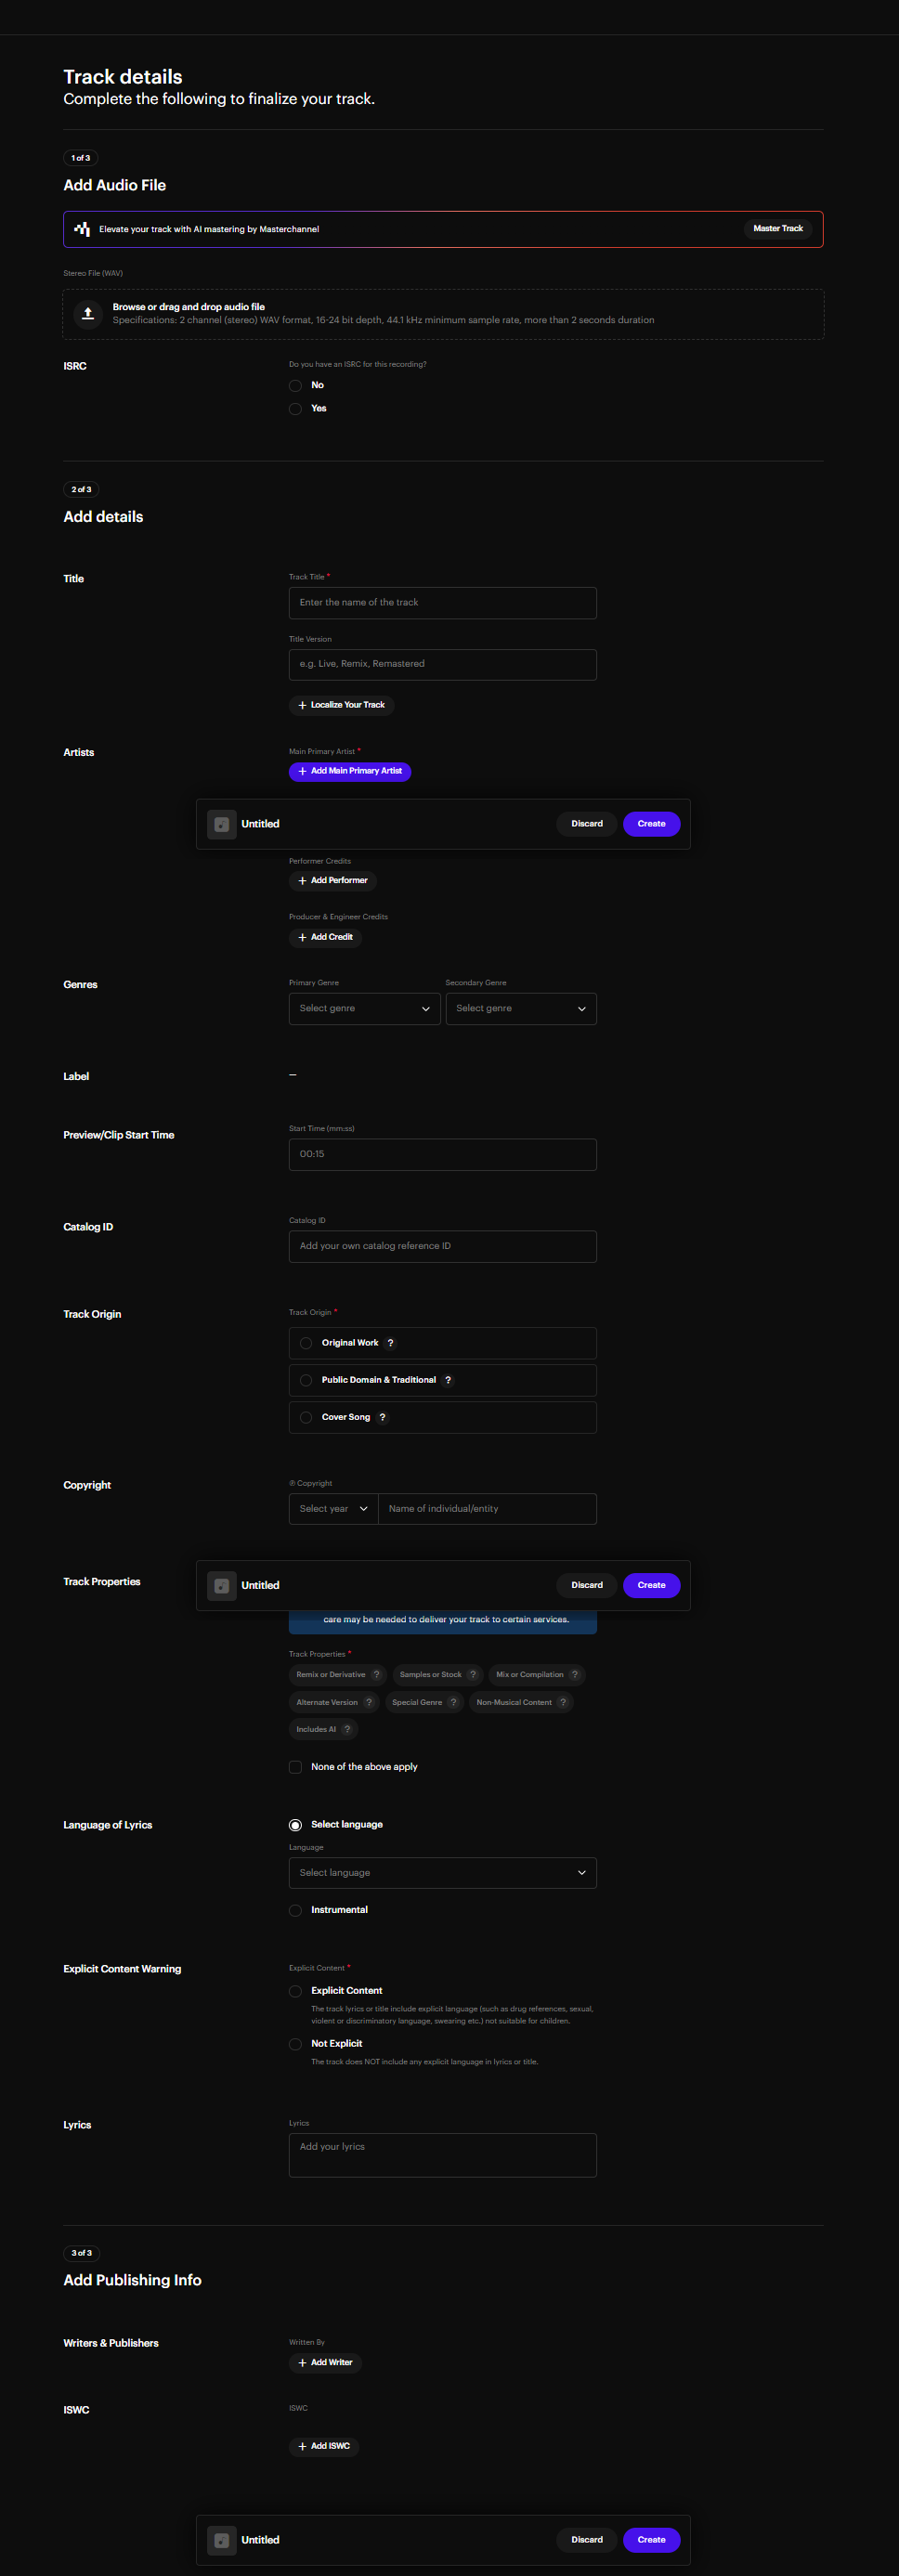 Track details
Complete the following to finalize your track.
1 of 3
Add Audio File
Elevate your track with AI mastering by Masterchannel
Master Track
Stereo File (WAV)
Browse or drag and drop audio file
Specifications: 2 channel (stereo) WAV format, 16-24 bit depth, 44.1 kHz minimum sample rate, more than 2 seconds duration
ISRC
Do you have an ISRC for this recording?
No
Yes
2 of 3
Add details
Title
Track Title *
Enter the name of the track
Title Version
e.g. Live, Remix, Remastered
+ Localize Your Track
Artists
Main Primary Artist *
+ Add Main Primary Artist
Untitled
Discard
Create
Performer Credits
+ Add Performer
Producer & Engineer Credits
+ Add Credit
Genres
Primary Genre
Secondary Genre
Select genre
Select genre
Label
—
Preview/Clip Start Time
Start Time (mm:ss)
00:15
Catalog ID
Catalog ID
Add your own catalog reference ID
Track Origin
Track Origin *
Original Work ?
Public Domain & Traditional ?
Cover Song ?
Copyright
℗ Copyright
Select year
Name of individual/entity
Track Properties
Untitled
Discard
Create
care may be needed to deliver your track to certain services.
Track Properties *
Remix or Derivative ?
Samples or Stock ?
Mix or Compilation ?
Alternate Version ?
Special Genre ?
Non-Musical Content ?
Includes AI ?
None of the above apply
Language of Lyrics
Select language
Language
Select language
Instrumental
Explicit Content Warning
Explicit Content *
Explicit Content
The track lyrics or title include explicit language (such as drug references, sexual,
violent or discriminatory language, swearing etc.) not suitable for children.
Not Explicit
The track does NOT include any explicit language in lyrics or title.
Lyrics
Lyrics
Add your lyrics
3 of 3
Add Publishing Info
Writers & Publishers
Written By
+ Add Writer
ISWC
ISWC
+ Add ISWC
Untitled
Discard
Create